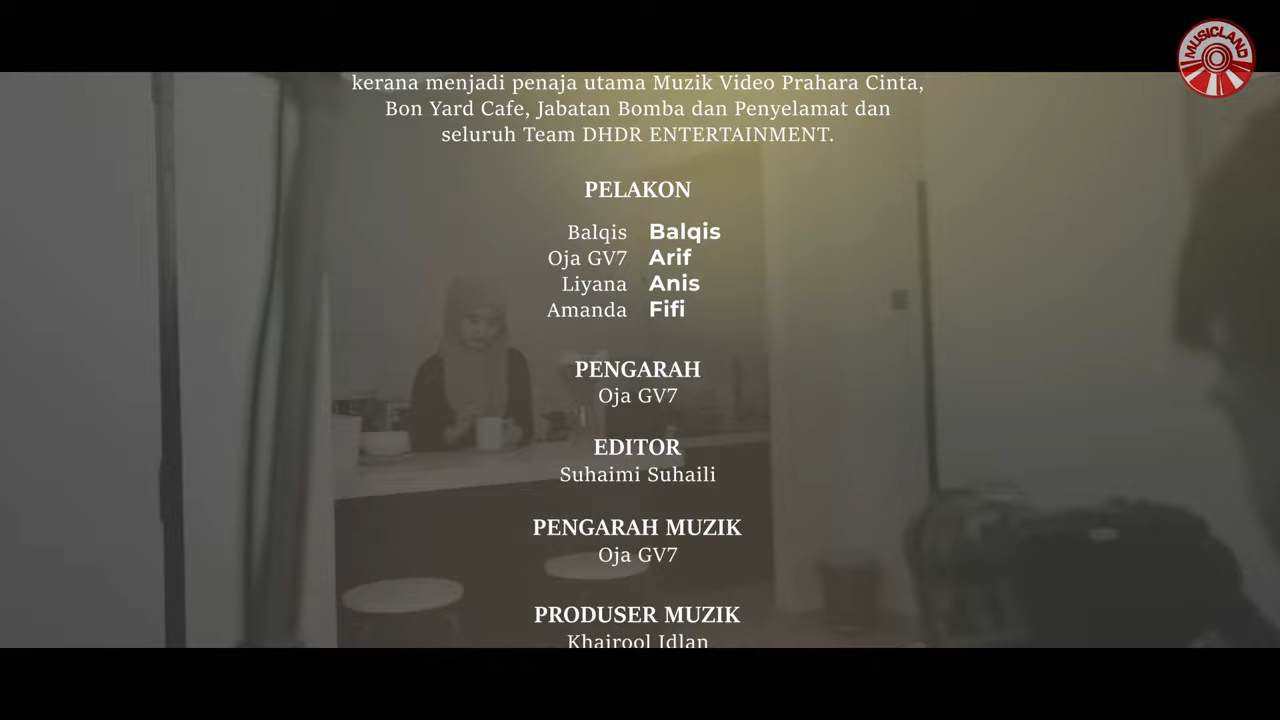 MUSICLAND
kerana menjadi penaja utama Muzik Video Prahara Cinta,
Bon Yard Cafe, Jabatan Bomba dan Penyelamat dan
seluruh Team DHDR ENTERTAINMENT.
PELAKON
Balqis Balqis
Oja GV7 Arif
Liyana Anis
Amanda Fifi
PENGARAH
Oja GV7
EDITOR
Suhaimi Suhaili
PENGARAH MUZIK
Oja GV7
PRODUSER MUZIK
Khairool Idlan